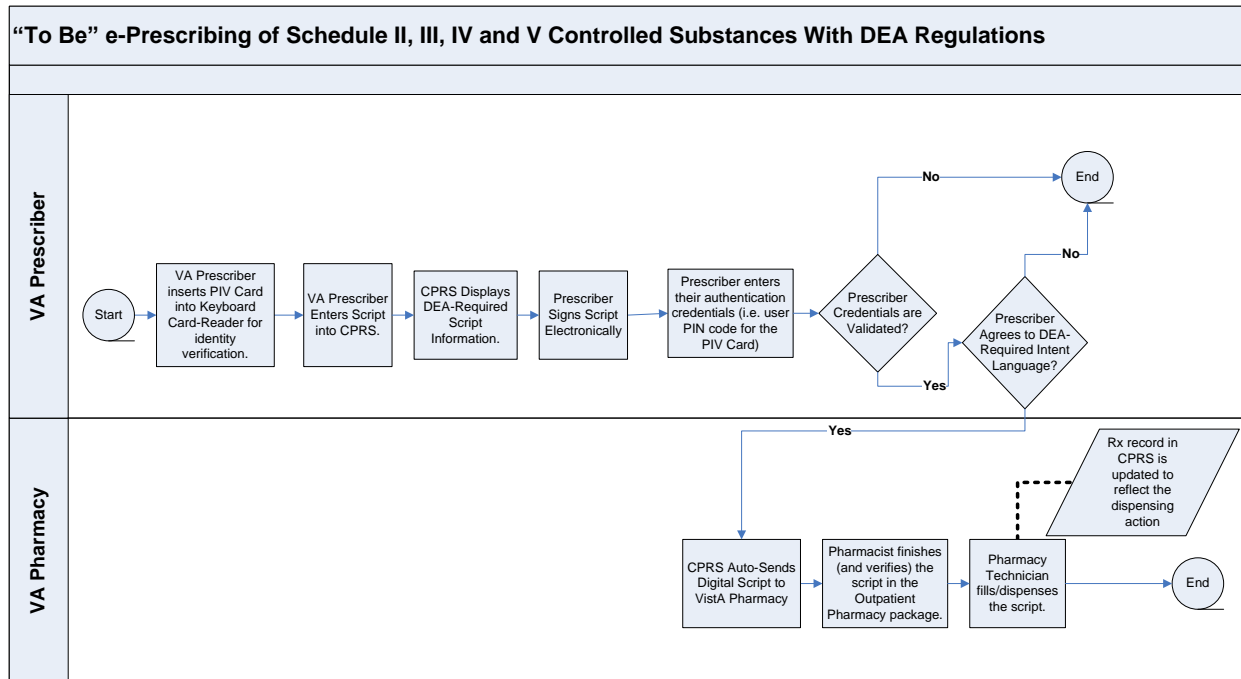 “To Be” e-Prescribing of Schedule II, III, IV and V Controlled Substances With DEA Regulations
VA Prescriber
Start
VA Prescriber
inserts PIV Card
into Keyboard
Card-Reader for
identity
verification.
VA Prescriber
Enters Script
into CPRS.
CPRS Displays
DEA-Required
Script
Information.
Prescriber
Signs Script
Electronically
Prescriber enters
their authentication
credentials (i.e. user
PIN code for the
PIV Card)
Prescriber
Credentials are
Validated?
No
Yes
Prescriber
Agrees to DEA-
Required Intent
Language?
No
End
Yes
VA Pharmacy
CPRS Auto-Sends
Digital Script to
VistA Pharmacy
Pharmacist finishes
(and verifies) the
script in the
Outpatient
Pharmacy package.
Pharmacy
Technician
fills/dispenses
the script.
Rx record in
CPRS is
updated to
reflect the
dispensing
action
End